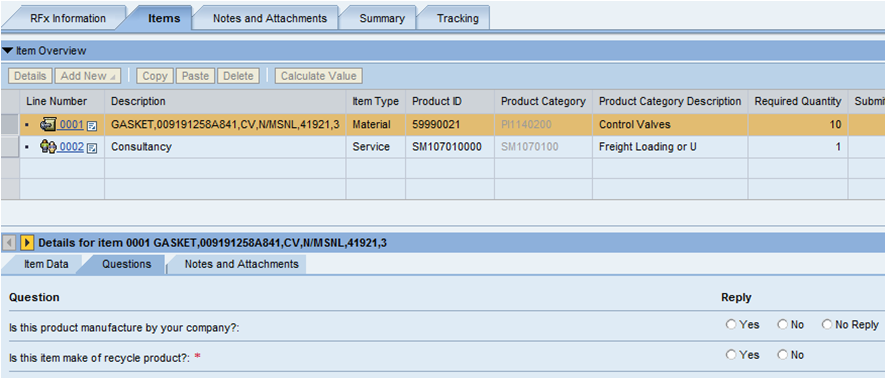 RFx Information Items Notes and Attachments Summary Tracking
Item Overview
Details Add New Copy Paste Delete Calculate Value
Line Number Description Item Type Product ID Product Category Product Category Description Required Quantity Submit
0001 GASKET,009191258A841,CV,N/MSNL,41921,3 Material 59990021 PI1140200 Control Valves 10
0002 Consultancy Service SM107010000 SM1070100 Freight Loading or U 1
Details for item 0001 GASKET,009191258A841,CV,N/MSNL,41921,3
Item Data Questions Notes and Attachments
Question Reply
Is this product manufacture by your company?: Yes No No Reply
Is this item make of recycle product?: * Yes No